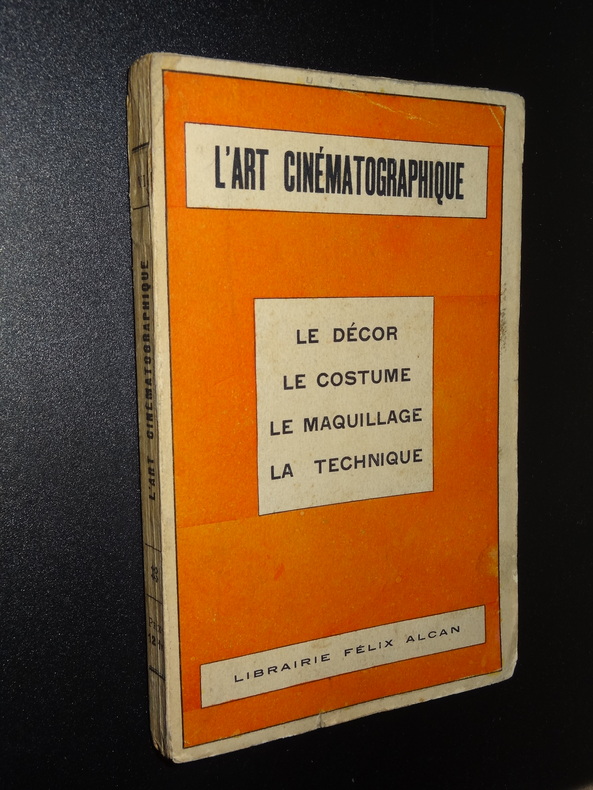 L'ART CINÉMATOGRAPHIQUE
LE DÉCOR
LE COSTUME
LE MAQUILLAGE
LA TECHNIQUE
LIBRAIRIE FÉLIX ALCAN
L'ART CINÉMATOGRAPHIQUE